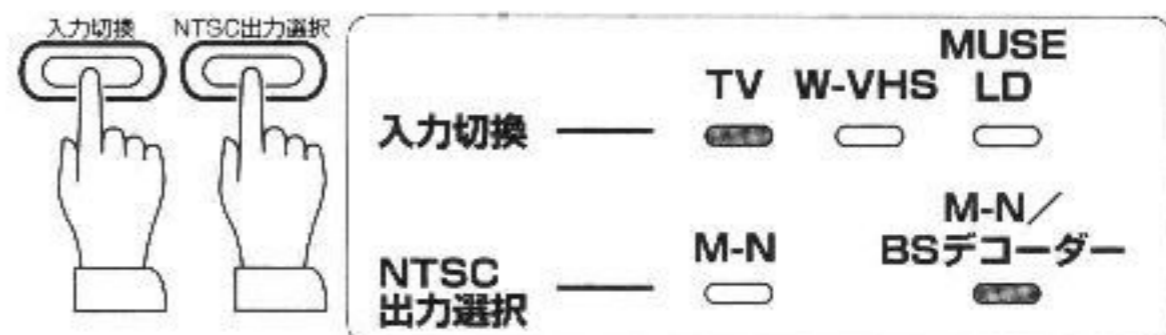 入力切換 NTSC出力選択
MUSE
TV W-VHS LD
入力切換
M-N／
M-N BSデコーダー
NTSC
出力選択